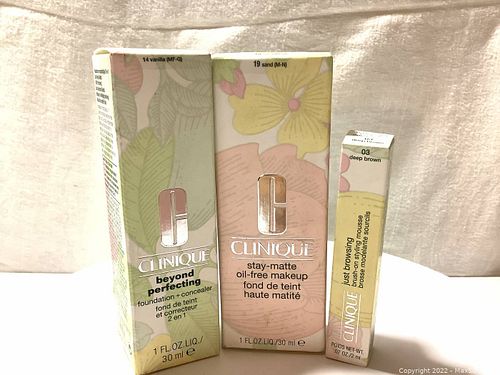 14 vanilla (MF-G)
CLINIQUE
beyond
perfecting
foundation + concealer
fond de teint
et correcteur
2 en 1
1 FL.OZ.LIQ./
30 ml e
19 sand (M-N)
CLINIQUE
stay-matte
oil-free makeup
fond de teint
haute matité
1 FL.OZ.LIQ./30 ml e
03
deep brown
just browsing
brush-on styling mousse
brosse modelante sourcils
CLINIQUE
Copyright 2022 -